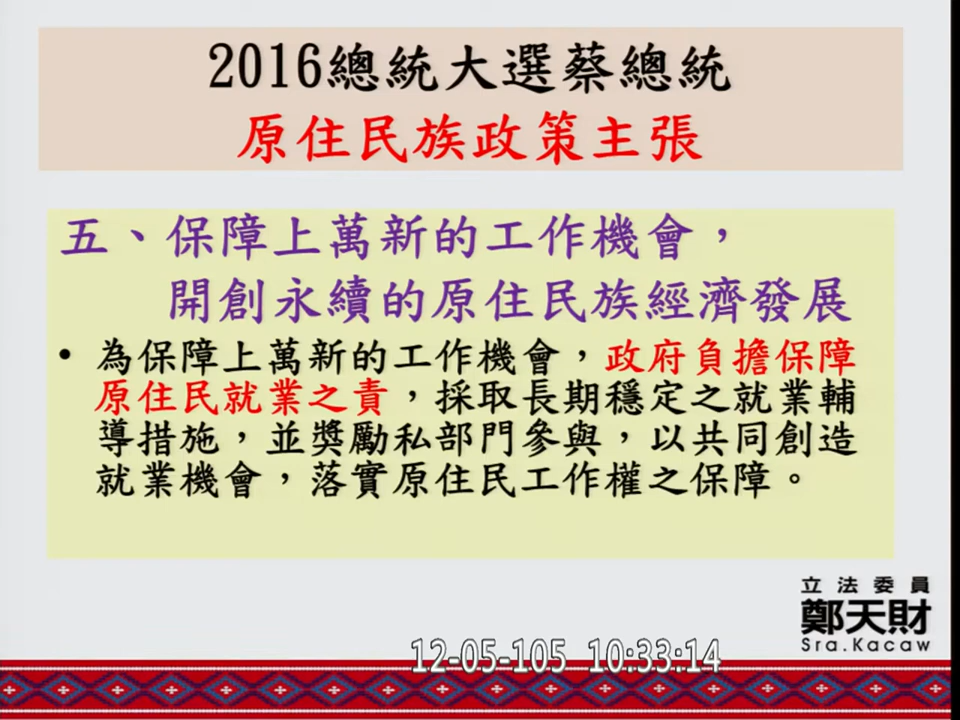 2016總統大選蔡總統
原住民族政策主張
五、保障上萬新的工作機會，
開創永續的原住民族經濟發展
• 為保障上萬新的工作機會，政府負擔保障
原住民就業之責，採取長期穩定之就業輔
導措施，並獎勵私部門參與，以共同創造
就業機會，落實原住民工作權之保障。
立法委員
鄭天財
Sra.Kacaw
12-05-105 10:33:14